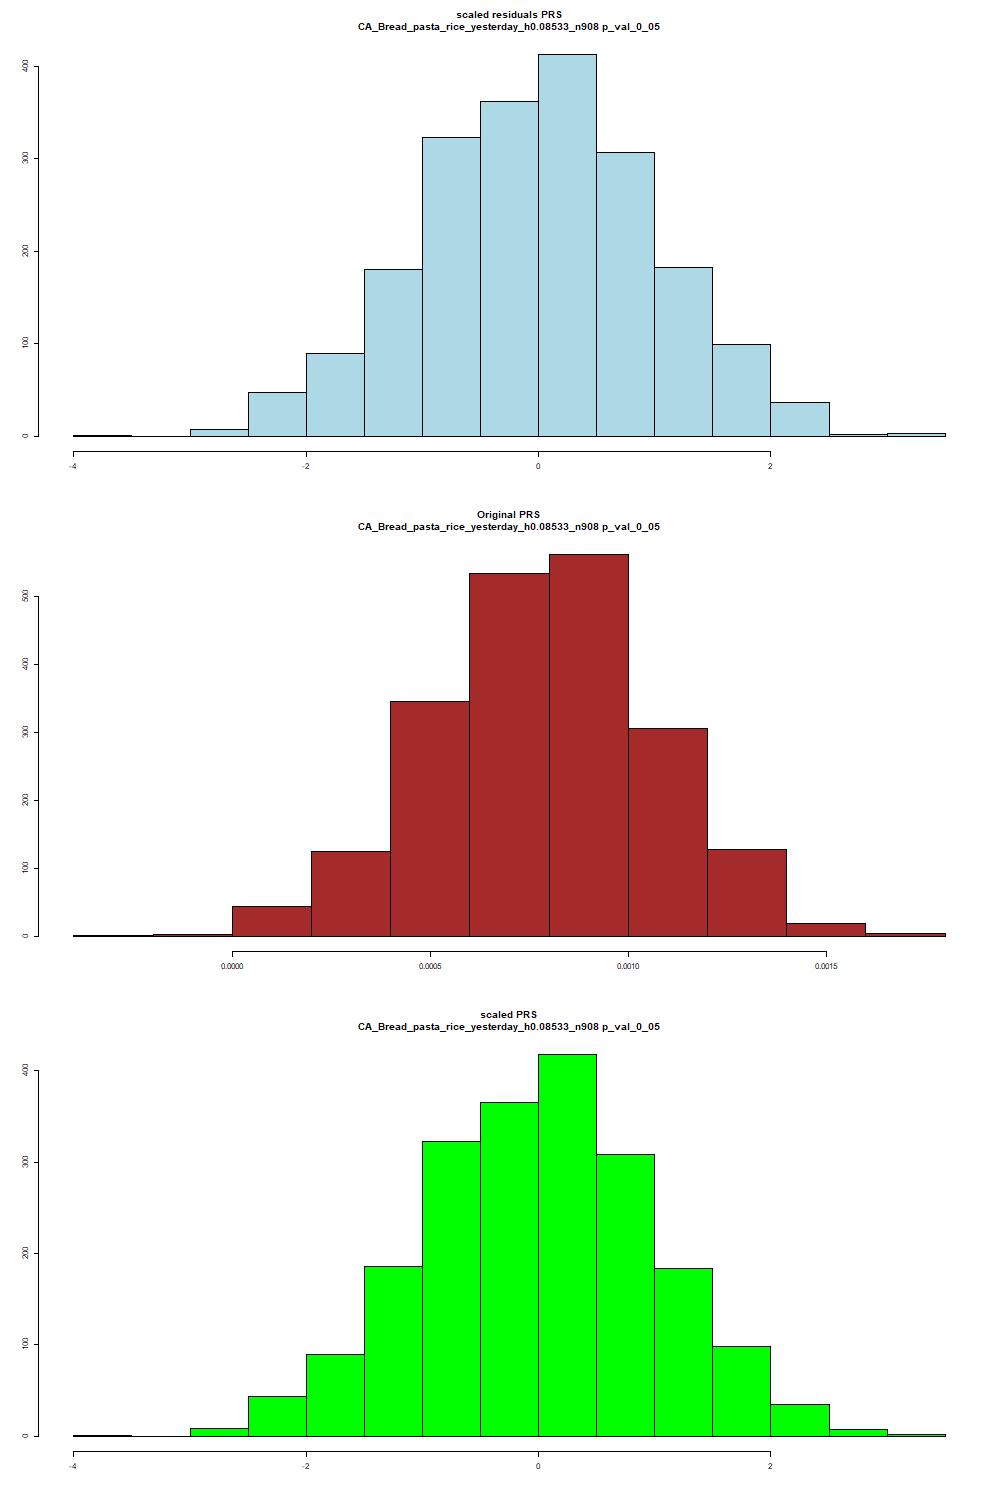 scaled residuals PRS
CA_Bread_pasta_rice_yesterday_h0.08533_n908 p_val_0_05
400
300
200
100
0
-4 -2 0 2
Original PRS
CA_Bread_pasta_rice_yesterday_h0.08533_n908 p_val_0_05
500
400
300
200
100
0
0.0000 0.0005 0.0010 0.0015
scaled PRS
CA_Bread_pasta_rice_yesterday_h0.08533_n908 p_val_0_05
400
300
200
100
0
-4 -2 0 2